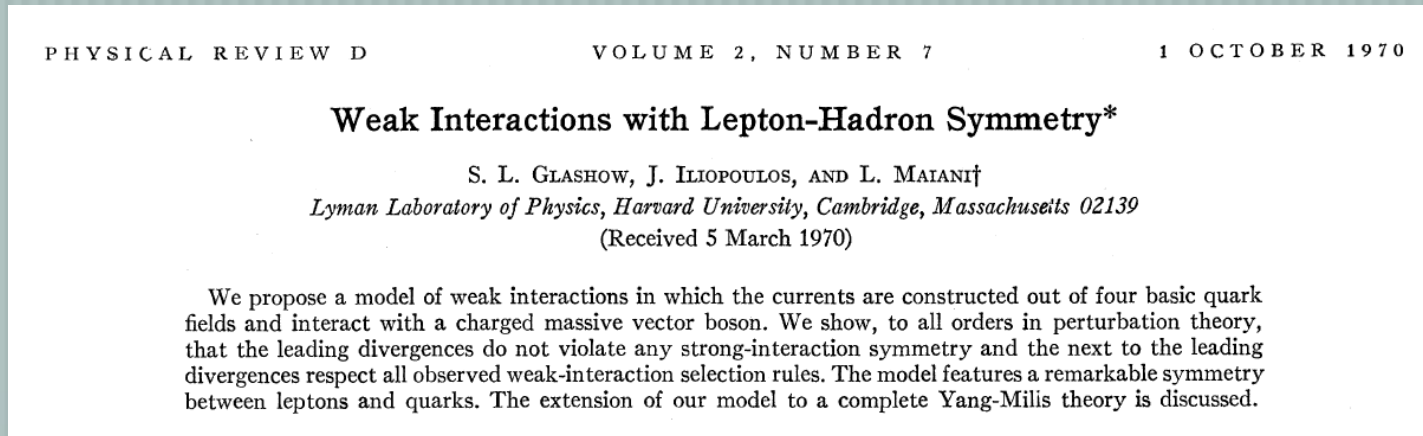 PHYSICAL REVIEW D VOLUME 2, NUMBER 7 1 OCTOBER 1970
Weak Interactions with Lepton-Hadron Symmetry*
S. L. GLASHOW, J. ILIOPOULOS, AND L. MAIANI†
Lyman Laboratory of Physics, Harvard University, Cambridge, Massachusetts 02139
(Received 5 March 1970)
We propose a model of weak interactions in which the currents are constructed out of four basic quark
fields and interact with a charged massive vector boson. We show, to all orders in perturbation theory,
that the leading divergences do not violate any strong-interaction symmetry and the next to the leading
divergences respect all observed weak-interaction selection rules. The model features a remarkable symmetry
between leptons and quarks. The extension of our model to a complete Yang-Milis theory is discussed.